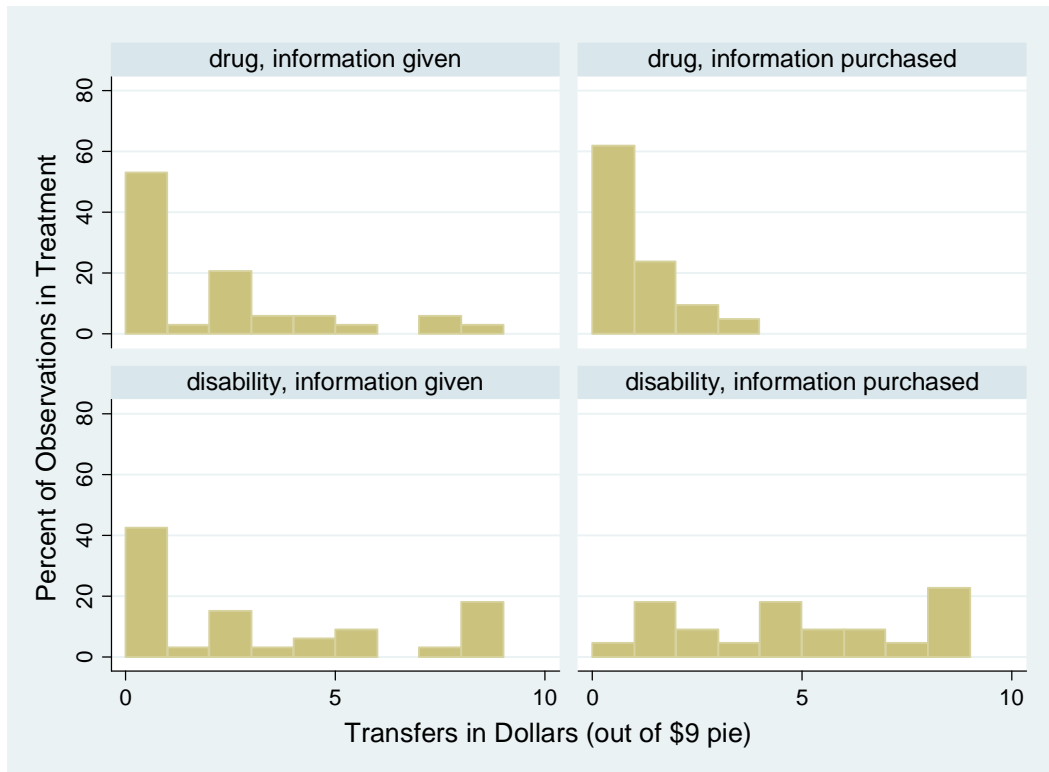 drug, information given
drug, information purchased
80
60
40
20
0
disability, information given
disability, information purchased
80
60
40
20
0
0 5 10
0 5 10
Percent of Observations in Treatment
Transfers in Dollars (out of $9 pie)